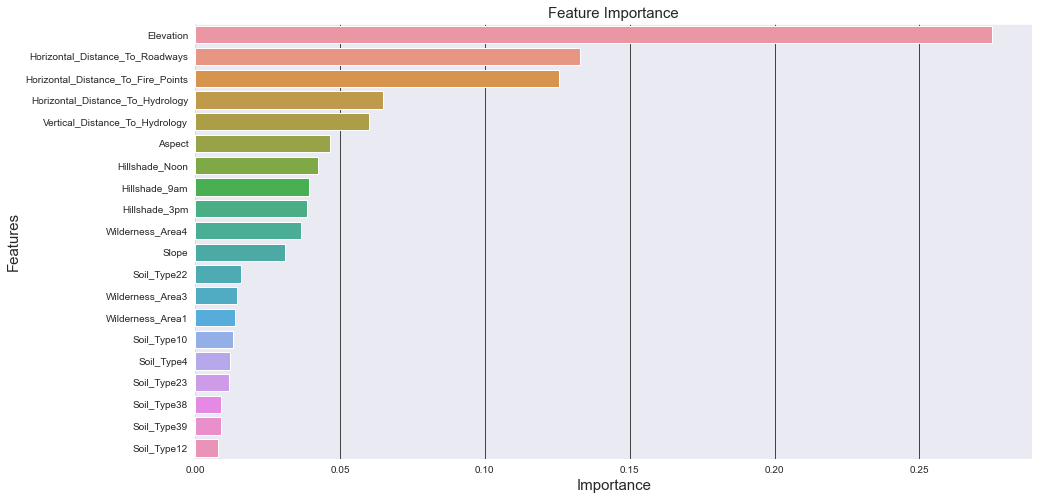 Feature Importance
Features
Elevation
Horizontal_Distance_To_Roadways
Horizontal_Distance_To_Fire_Points
Horizontal_Distance_To_Hydrology
Vertical_Distance_To_Hydrology
Aspect
Hillshade_Noon
Hillshade_9am
Hillshade_3pm
Wilderness_Area4
Slope
Soil_Type22
Wilderness_Area3
Wilderness_Area1
Soil_Type10
Soil_Type4
Soil_Type23
Soil_Type38
Soil_Type39
Soil_Type12
0.00 0.05 0.10 0.15 0.20 0.25
Importance